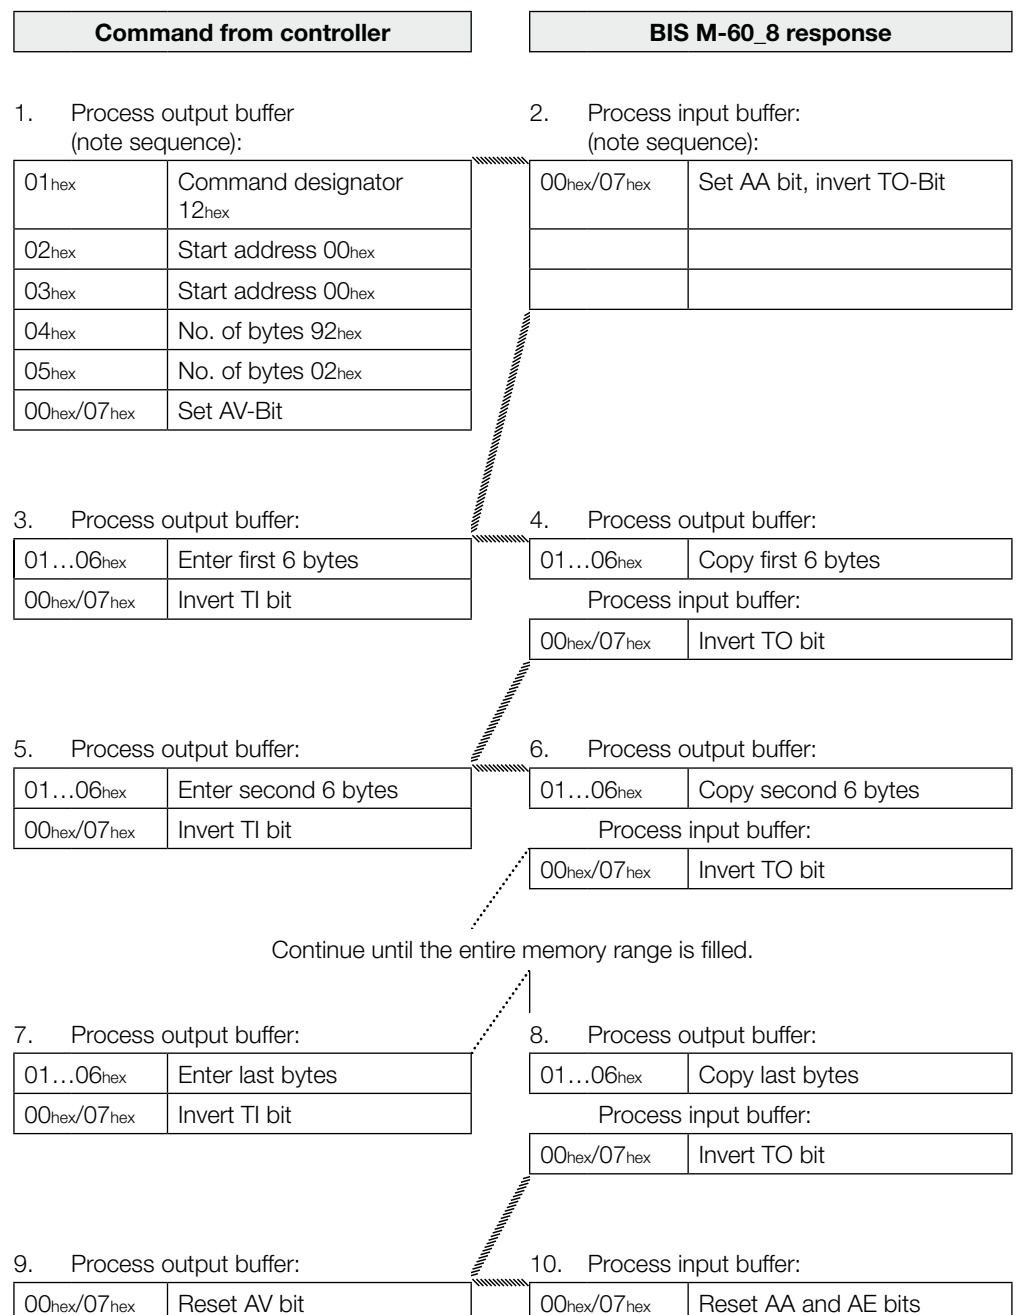 Command from controller
BIS M-60_8 response
1. Process output buffer
(note sequence):
2. Process input buffer:
(note sequence):
01hex Command designator
12hex
02hex Start address 00hex
03hex Start address 00hex
04hex No. of bytes 92hex
05hex No. of bytes 02hex
00hex/07hex Set AV-Bit
00hex/07hex Set AA bit, invert TO-Bit
3. Process output buffer:
01…06hex Enter first 6 bytes
00hex/07hex Invert TI bit
4. Process output buffer:
01…06hex Copy first 6 bytes
Process input buffer:
00hex/07hex Invert TO bit
5. Process output buffer:
01…06hex Enter second 6 bytes
00hex/07hex Invert TI bit
6. Process output buffer:
01…06hex Copy second 6 bytes
Process input buffer:
00hex/07hex Invert TO bit
Continue until the entire memory range is filled.
7. Process output buffer:
01…06hex Enter last bytes
00hex/07hex Invert TI bit
8. Process output buffer:
01…06hex Copy last bytes
Process input buffer:
00hex/07hex Invert TO bit
9. Process output buffer:
00hex/07hex Reset AV bit
10. Process input buffer:
00hex/07hex Reset AA and AE bits